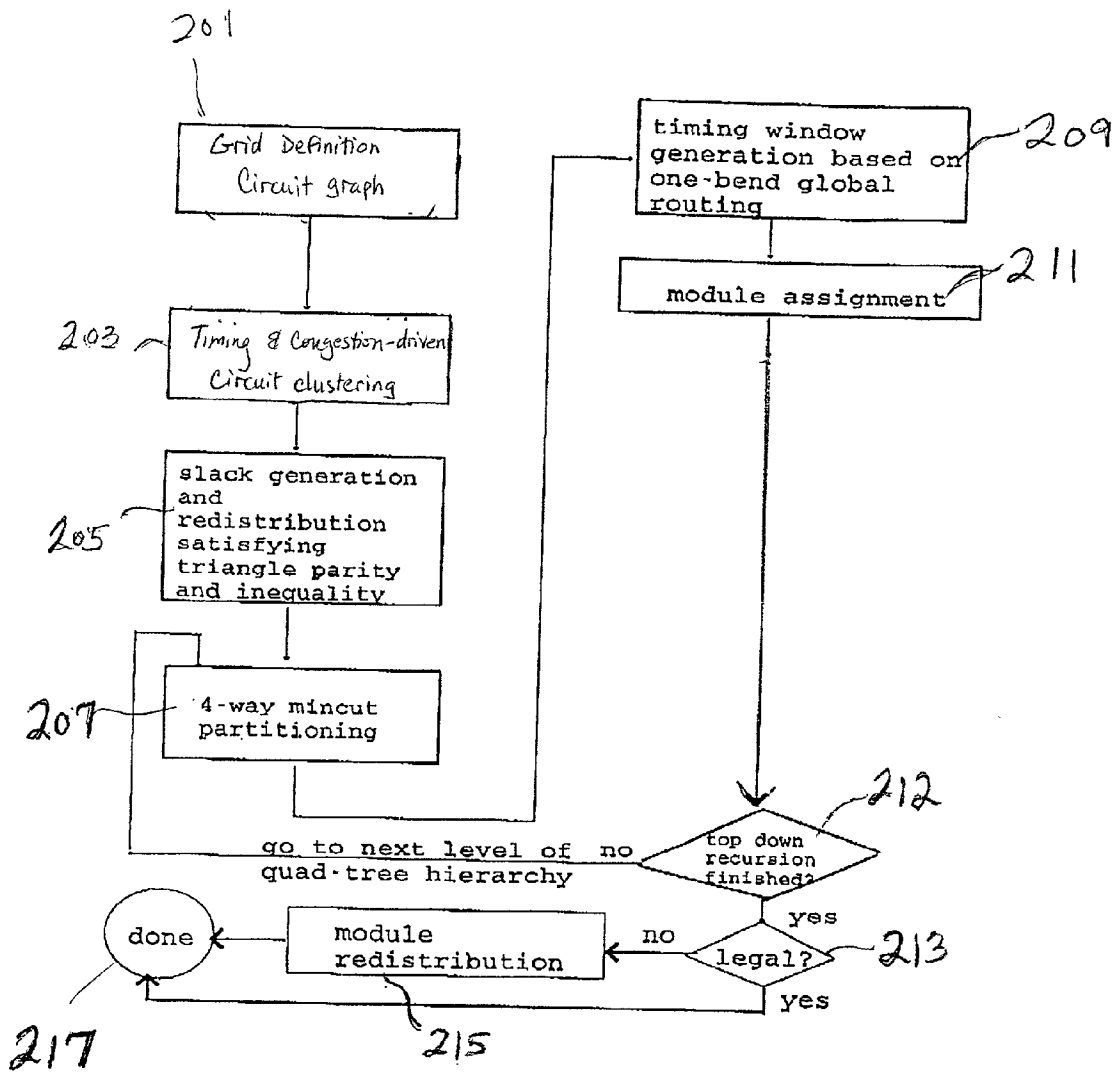 201
Grid Definition
Circuit graph
203
Timing & Congestion-driven
Circuit clustering
205
slack generation
and
redistribution
satisfying
triangle parity
and inequality
207
4-way mincut
partitioning
209
timing window
generation based on
one-bend global
routing
211
module assignment
212
top down
recursion
finished?
no
go to next level of
quad-tree hierarchy
yes
213
legal?
no
yes
module
redistribution
215
done
217